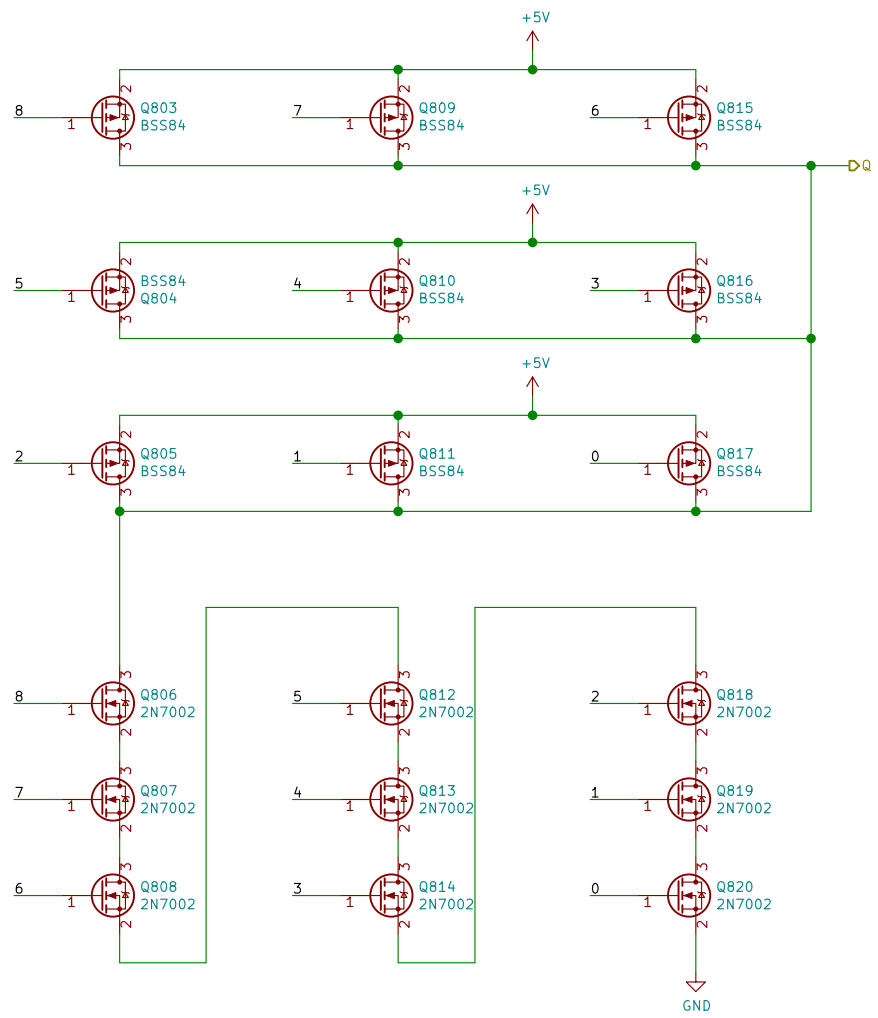 +5V
2
2
2
8
1
Q803
BSS84
7
1
Q809
BSS84
6
1
Q815
BSS84
3
3
3
Q
+5V
2
2
2
5
1
BSS84
Q804
4
1
Q810
BSS84
3
1
Q816
BSS84
3
3
3
+5V
2
2
2
2
1
Q805
BSS84
1
1
Q811
BSS84
0
1
Q817
BSS84
3
3
3
3
3
3
8
1
Q806
2N7002
5
1
Q812
2N7002
2
1
Q818
2N7002
2
2
2
3
3
3
7
1
Q807
2N7002
4
1
Q813
2N7002
1
1
Q819
2N7002
2
2
2
3
3
3
6
1
Q808
2N7002
3
1
Q814
2N7002
0
1
Q820
2N7002
2
2
2
GND